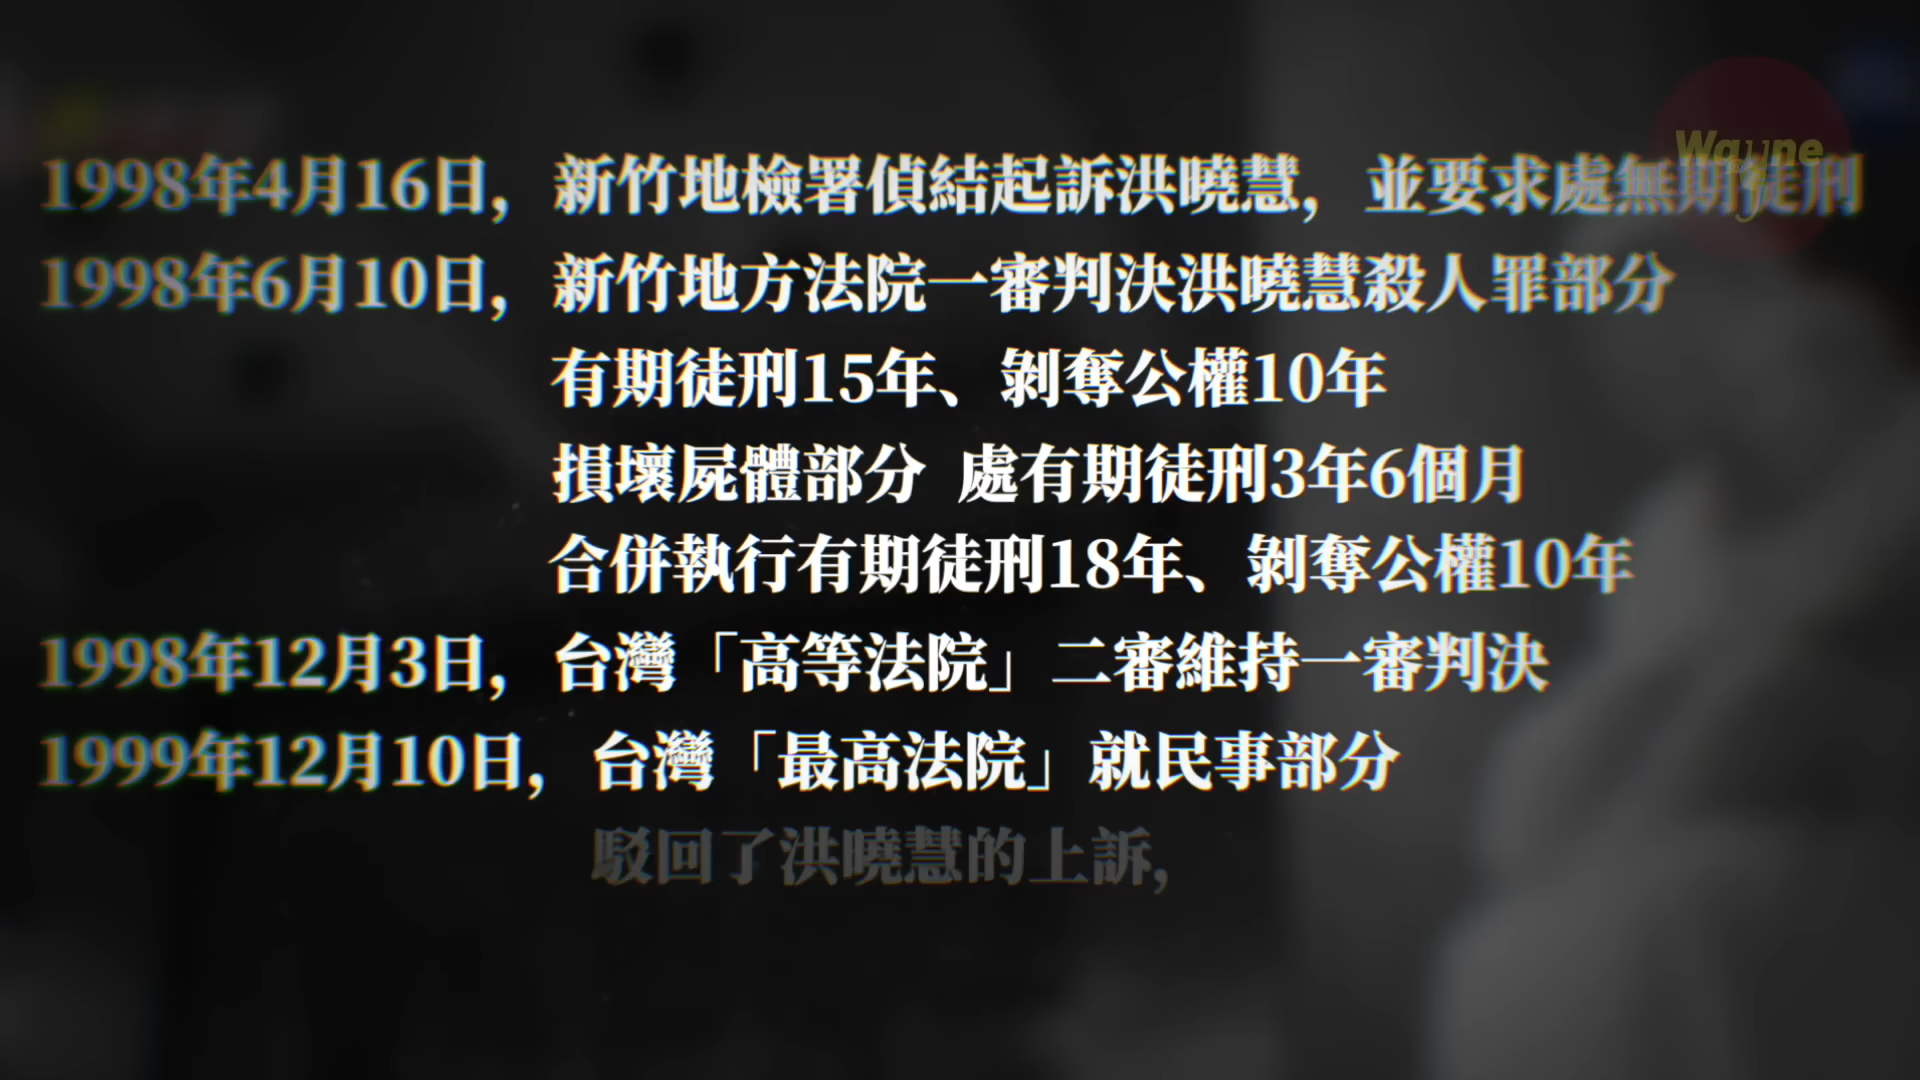 Wayne
1998年4月16日，新竹地檢署偵結起訴洪曉慧，並要求處無期徒刑
1998年6月10日，新竹地方法院一審判決洪曉慧殺人罪部分
有期徒刑15年、剝奪公權10年
損壞屍體部分 處有期徒刑3年6個月
合併執行有期徒刑18年、剝奪公權10年
1998年12月3日，台灣「高等法院」二審維持一審判決
1999年12月10日，台灣「最高法院」就民事部分
駁回了洪曉慧的上訴，